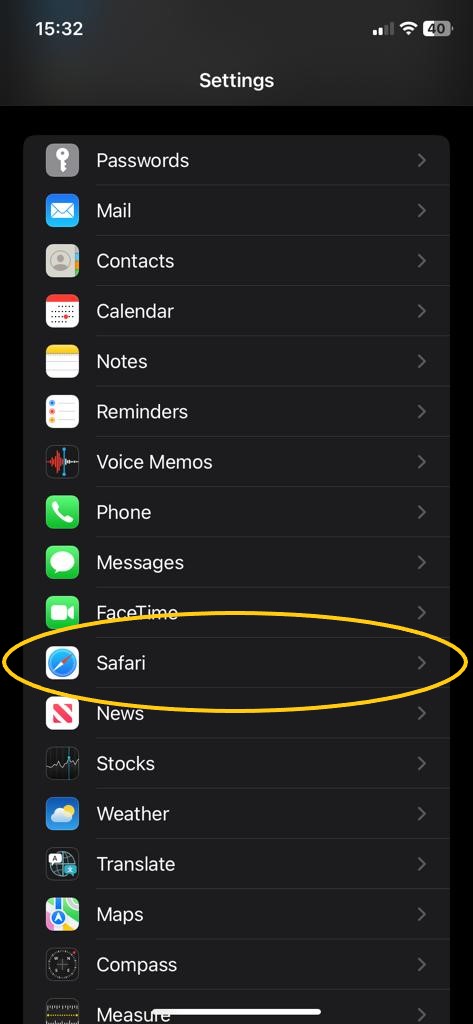 15:32
40
Settings
Passwords
Mail
Contacts
Calendar
Notes
Reminders
Voice Memos
Phone
Messages
FaceTime
Safari
News
Stocks
Weather
Translate
Maps
Compass
Measure